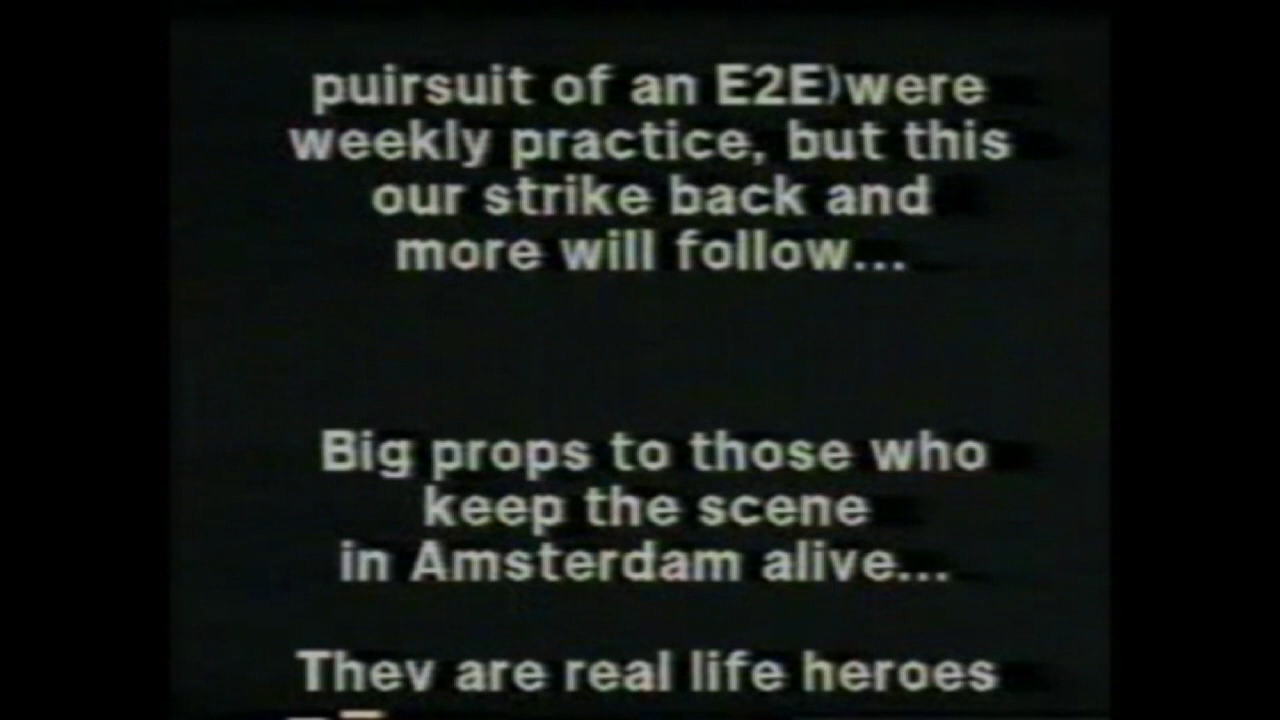 puirsuit of an E2E)were
weekly practice, but this
our strike back and
more will follow...
Big props to those who
keep the scene
in Amsterdam alive...
They are real life heroes